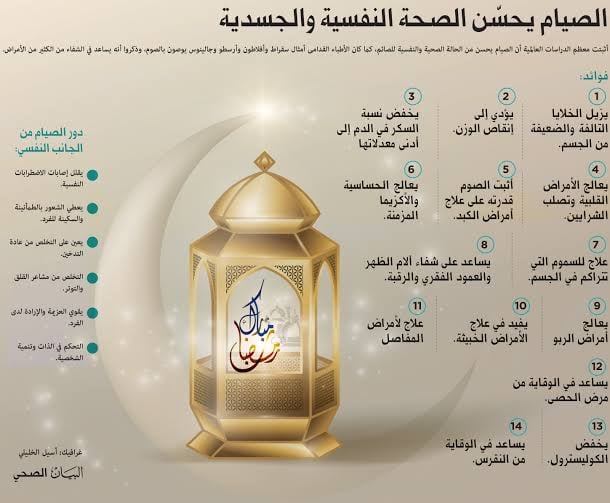 الصيام يحسّن الصحة النفسية والجسدية
أثبتت معظم الدراسات العالمية أن الصيام يحسن من الحالة الصحية والنفسية للصائم، كما كان الأطباء القدامى أمثال سقراط وأفلاطون وأرسطو وجالينوس يوصون بالصوم، وذكروا أنه يساعد في الشفاء من الكثير من الأمراض.
فوائد:
1
يزيل الخلايا
التالفة والضعيفة
من الجسم.
2
يؤدي إلى
إنقاص الوزن.
3
يخفض نسبة
السكر في الدم إلى
أدنى معدلاتها
4
يعالج الأمراض
القلبية وتصلب
الشرايين.
5
أثبت الصوم
قدرته على علاج
أمراض الكبد.
6
يعالج الحساسية
والأكزيما
المزمنة.
7
علاج للسموم التي
تتراكم في الجسم.
8
يساعد على شفاء آلام الظهر
والعمود الفقري والرقبة.
9
يعالج
أمراض الربو
10
يفيد في علاج
الأمراض الخبيثة.
11
علاج لأمراض
المفاصل
12
يساعد في الوقاية من
مرض الحصى.
13
يخفض
الكوليسترول.
14
يساعد في الوقاية
من النقرس.
دور الصيام من
الجانب النفسي:
يقلل إصابات الاضطرابات
النفسية.
يعطي الشعور بالطمأنينة
والسكينة للفرد.
يعين على التخلص من عادة
التدخين.
التخلص من مشاعر القلق
والتوتر.
يقوي العزيمة والإرادة لدى
الفرد.
التحكم في الذات وتنمية
الشخصية.
مبارك
رمضان
غرافيك: أسيل الخليلي
البيان الصحي